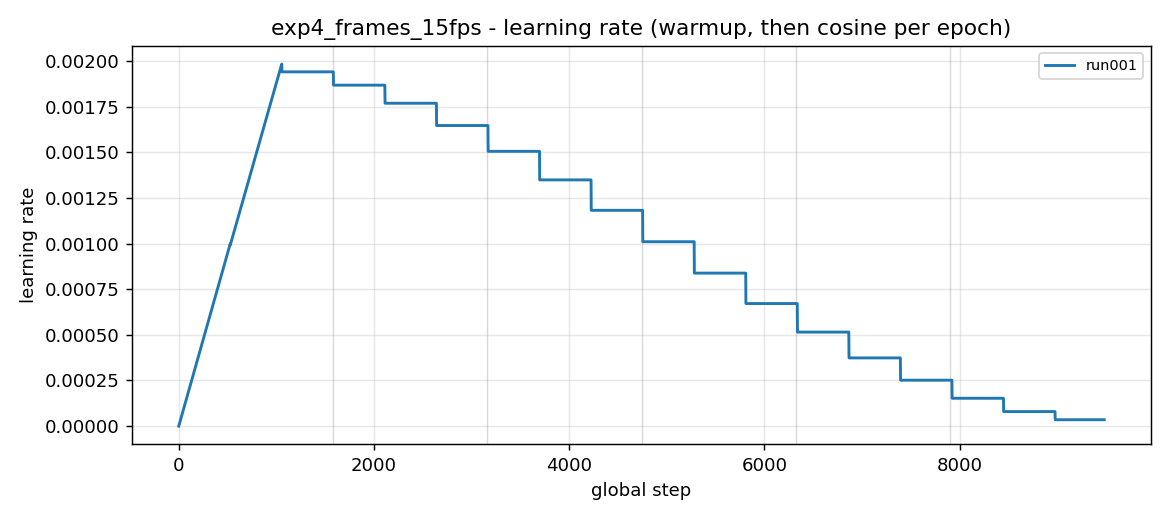 exp4_frames_15fps - learning rate (warmup, then cosine per epoch)
run001
learning rate
0.00200
0.00175
0.00150
0.00125
0.00100
0.00075
0.00050
0.00025
0.00000
0 2000 4000 6000 8000
global step